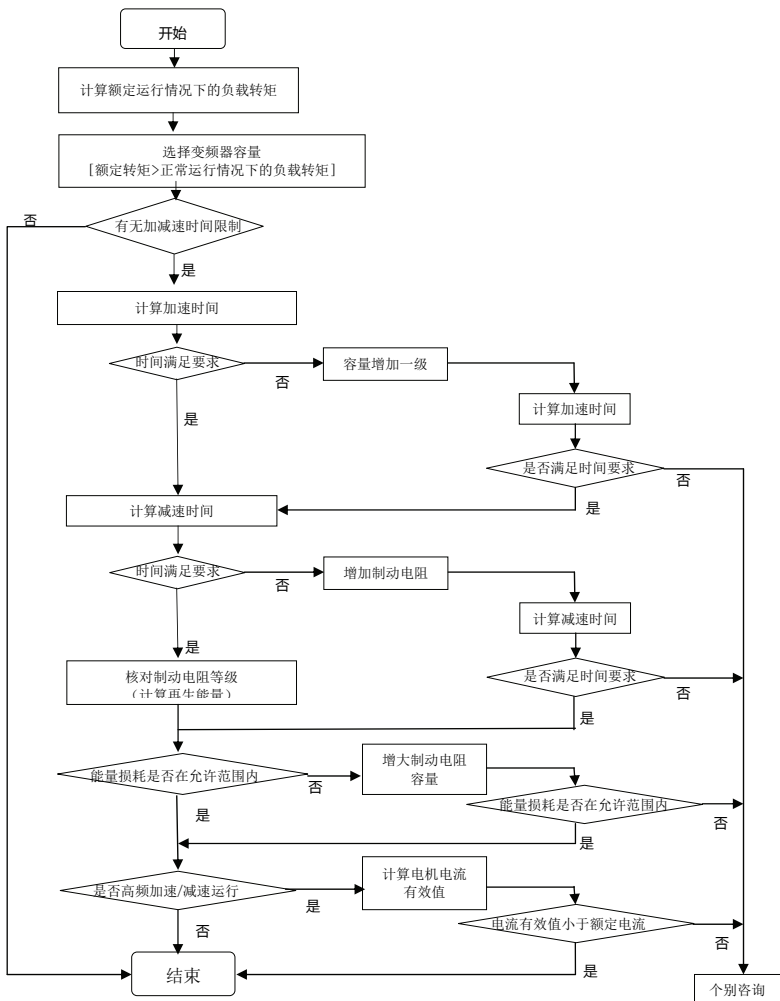 开始
计算额定运行情况下的负载转矩
选择变频器容量
[额定转矩>正常运行情况下的负载转矩]
否
有无加减速时间限制
是
计算加速时间
时间满足要求
否
容量增加一级
是
计算加速时间
是否满足时间要求
否
是
计算减速时间
时间满足要求
否
增加制动电阻
计算减速时间
是
核对制动电阻等级
(计算再生能量)
是否满足时间要求
否
是
能量损耗是否在允许范围内
否
增大制动电阻
容量
能量损耗是否在允许范围内
否
是
是
是否高频加速/减速运行
是
计算电机电流
有效值
电流有效值小于额定电流
否
否
是
结束
个别咨询